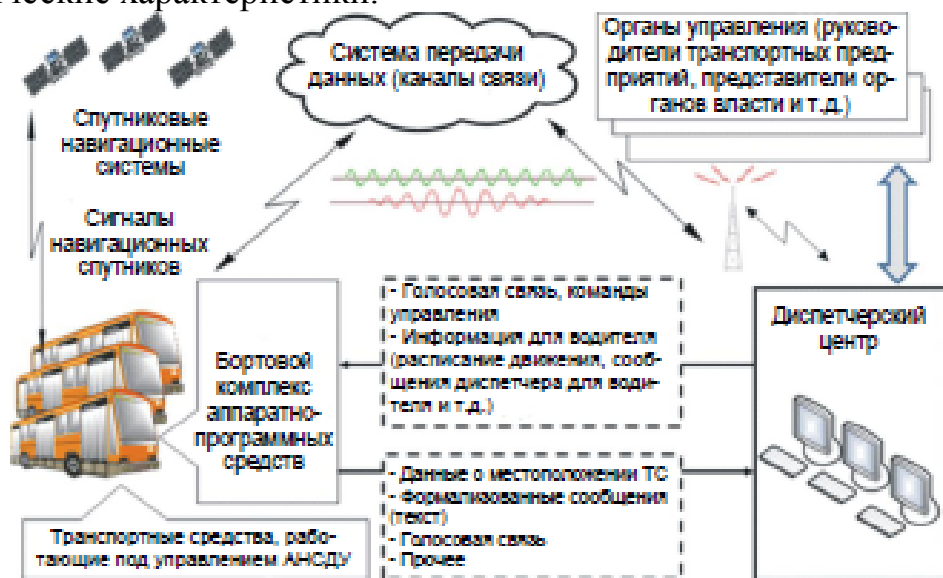 ческие характеристики.
Система передачи
данных (каналы связи)
Органы управления (руково-
дители транспортных пред-
приятий, представители ор-
ганов власти и т.д.)
Спутниковые
навигационные
системы
Сигналы
навигационных
спутников
Бортовой
комплекс
аппаратно-
программных
средств
- Голосовая связь, команды
управления
- Информация для водителя
(расписание движения, сооб-
щения диспетчера для води-
теля и т.д.)
Диспетчерский
центр
- Данные о местоположении ТС
- Формализованные сообщения
(текст)
- Голосовая связь
- Прочее
Транспортные средства, рабо-
тающие под управлением АНСДУ